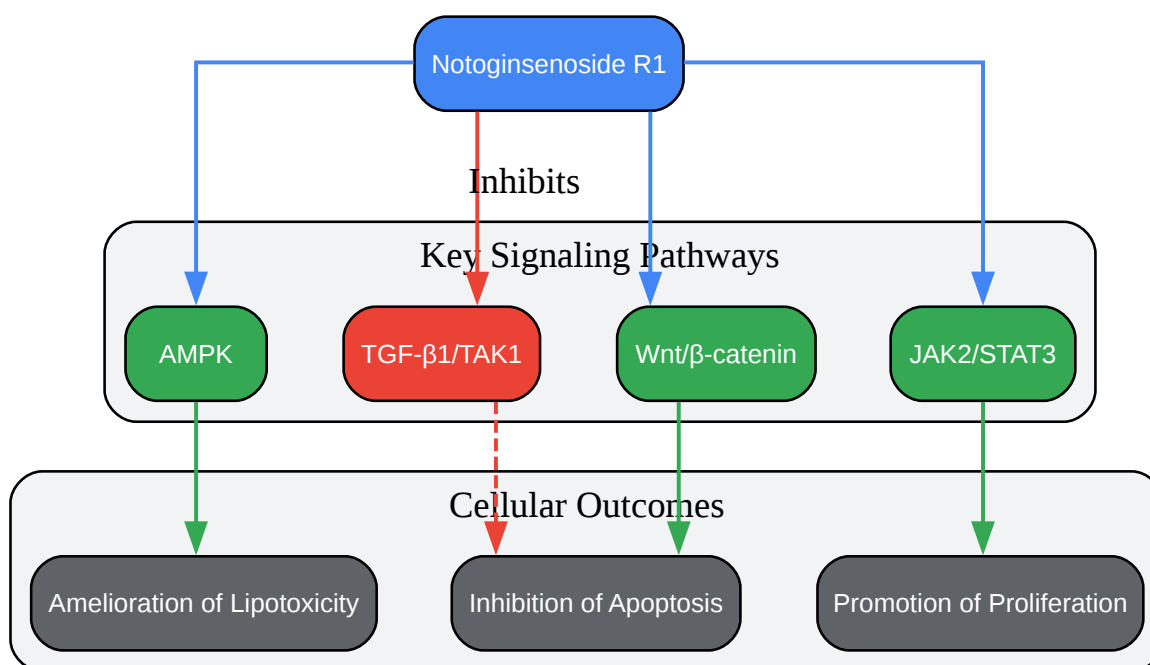 Notoginsenoside R1
Inhibits
Key Signaling Pathways
AMPK
TGF-β1/TAK1
Wnt/β-catenin
JAK2/STAT3
Cellular Outcomes
Amelioration of Lipotoxicity
Inhibition of Apoptosis
Promotion of Proliferation